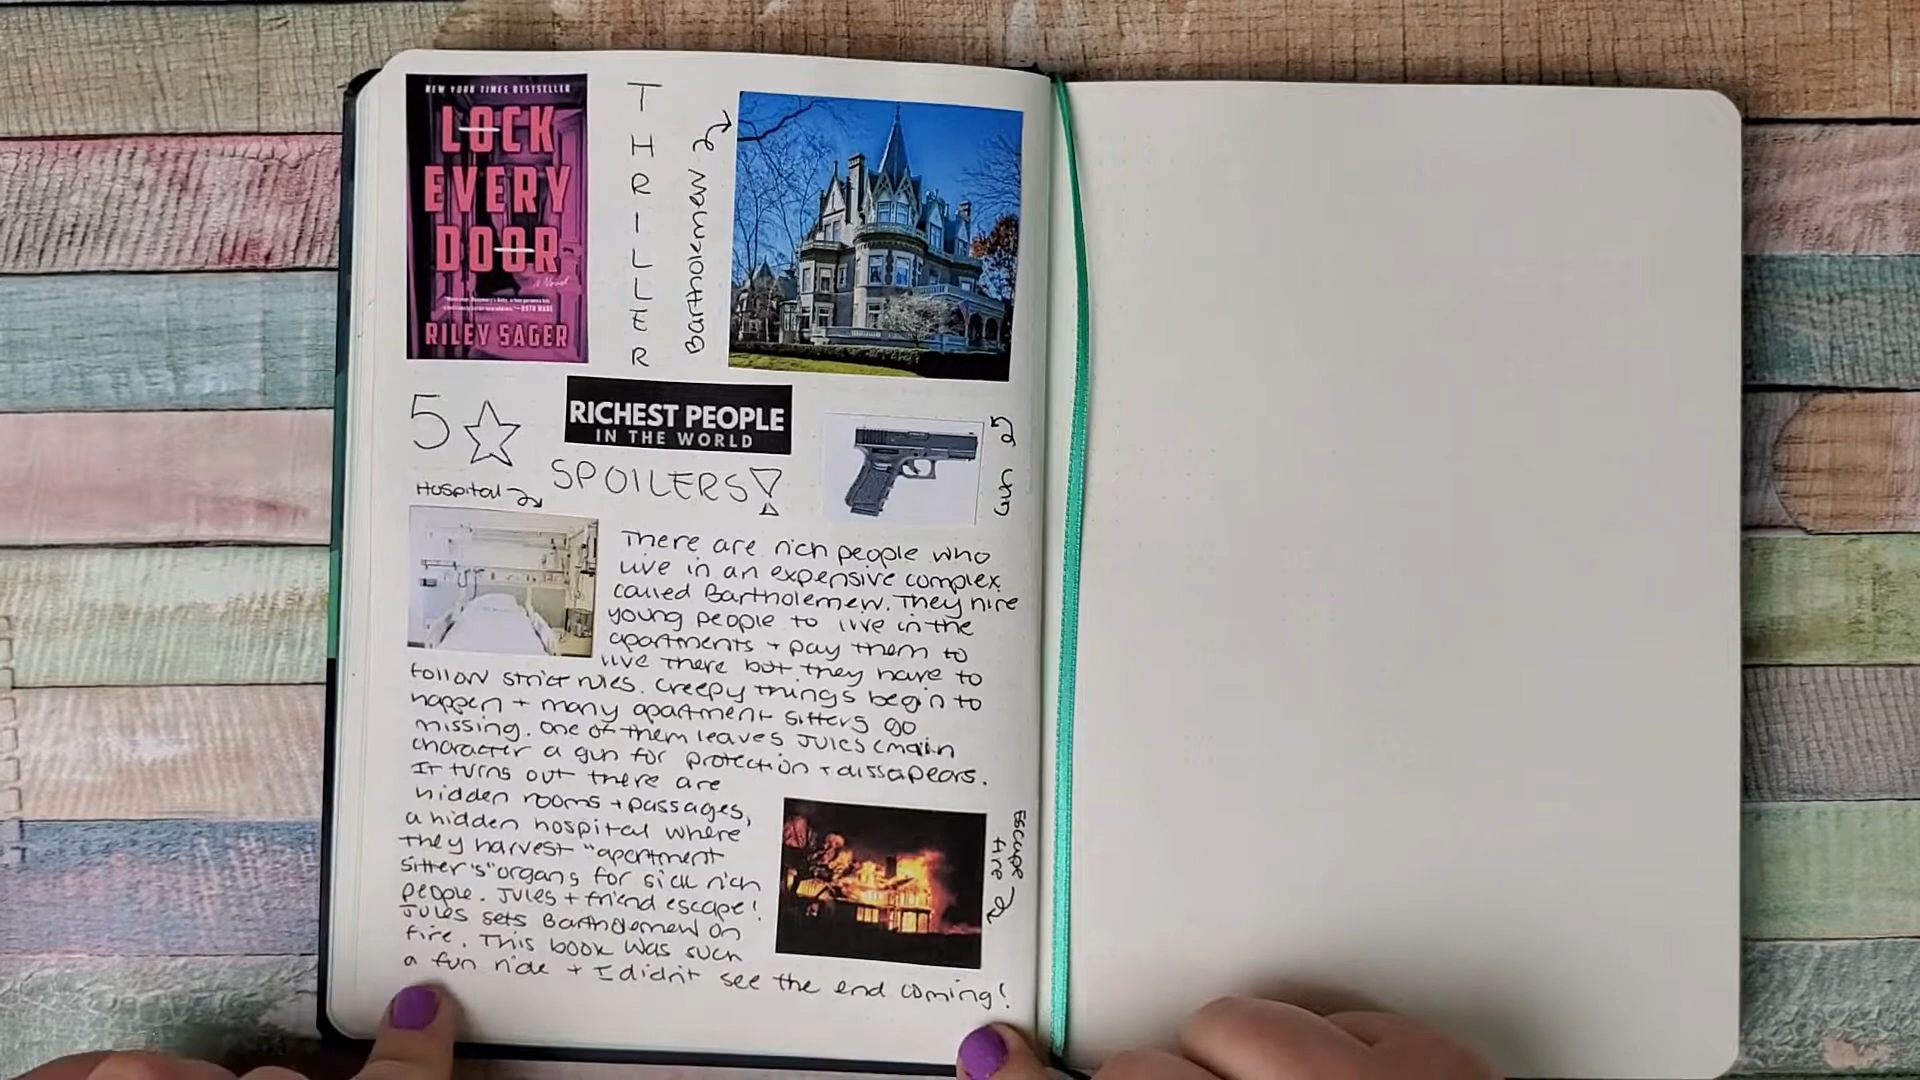 NEW YORK TIMES BESTSELLER
LOCK
EVERY
DOOR
A Novel
—RUTH WARE
RILEY SAGER
THRILLER
Bartholemew
5
RICHEST PEOPLE
IN THE WORLD
SPOILERS!
Gun
Hospital
There are rich people who
live in an expensive complex
called Bartholemew. They hire
young people to live in the
apartments + pay them to
live there but they have to
follow strict rules. Creepy things begin to
happen + many apartment sitters go
missing. One of them leaves Jules (main
character a gun for protection + dissapears.
It turns out there are
hidden rooms + passages,
a hidden hospital where
they harvest "apartment
sitter's" organs for sick rich
people. Jules + friend escape!
Jules sets Bartholemew on
fire. This book was such
a fun ride + I didn't see the end coming!
Escape
fire